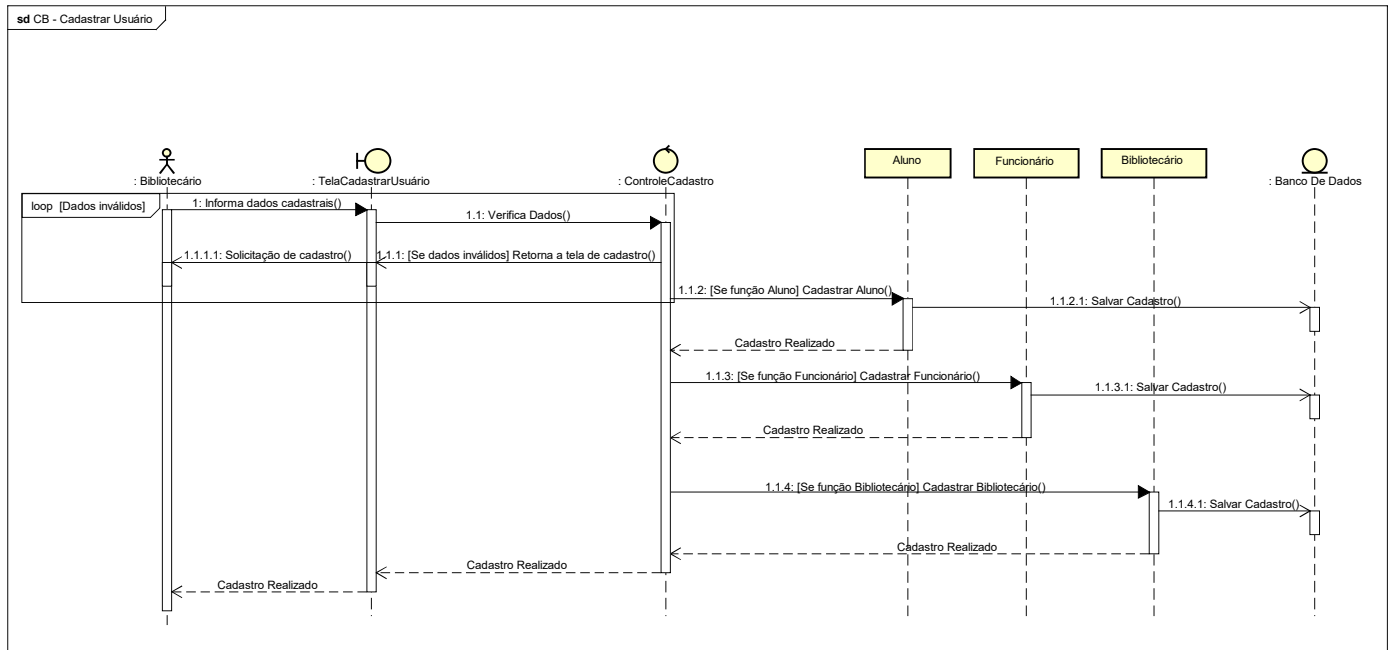 sd CB - Cadastrar Usuário
: Bibliotecário
: TelaCadastrarUsuário
: ControleCadastro
Aluno
Funcionário
Bibliotecário
: Banco De Dados
loop [Dados inválidos]
1: Informa dados cadastrais()
1.1: Verifica Dados()
1.1.1.1: Solicitação de cadastro()
1.1.1: [Se dados inválidos] Retorna a tela de cadastro()
1.1.2: [Se função Aluno] Cadastrar Aluno()
1.1.2.1: Salvar Cadastro()
Cadastro Realizado
1.1.3: [Se função Funcionário] Cadastrar Funcionário()
1.1.3.1: Salvar Cadastro()
Cadastro Realizado
1.1.4: [Se função Bibliotecário] Cadastrar Bibliotecário()
1.1.4.1: Salvar Cadastro()
Cadastro Realizado
Cadastro Realizado
Cadastro Realizado